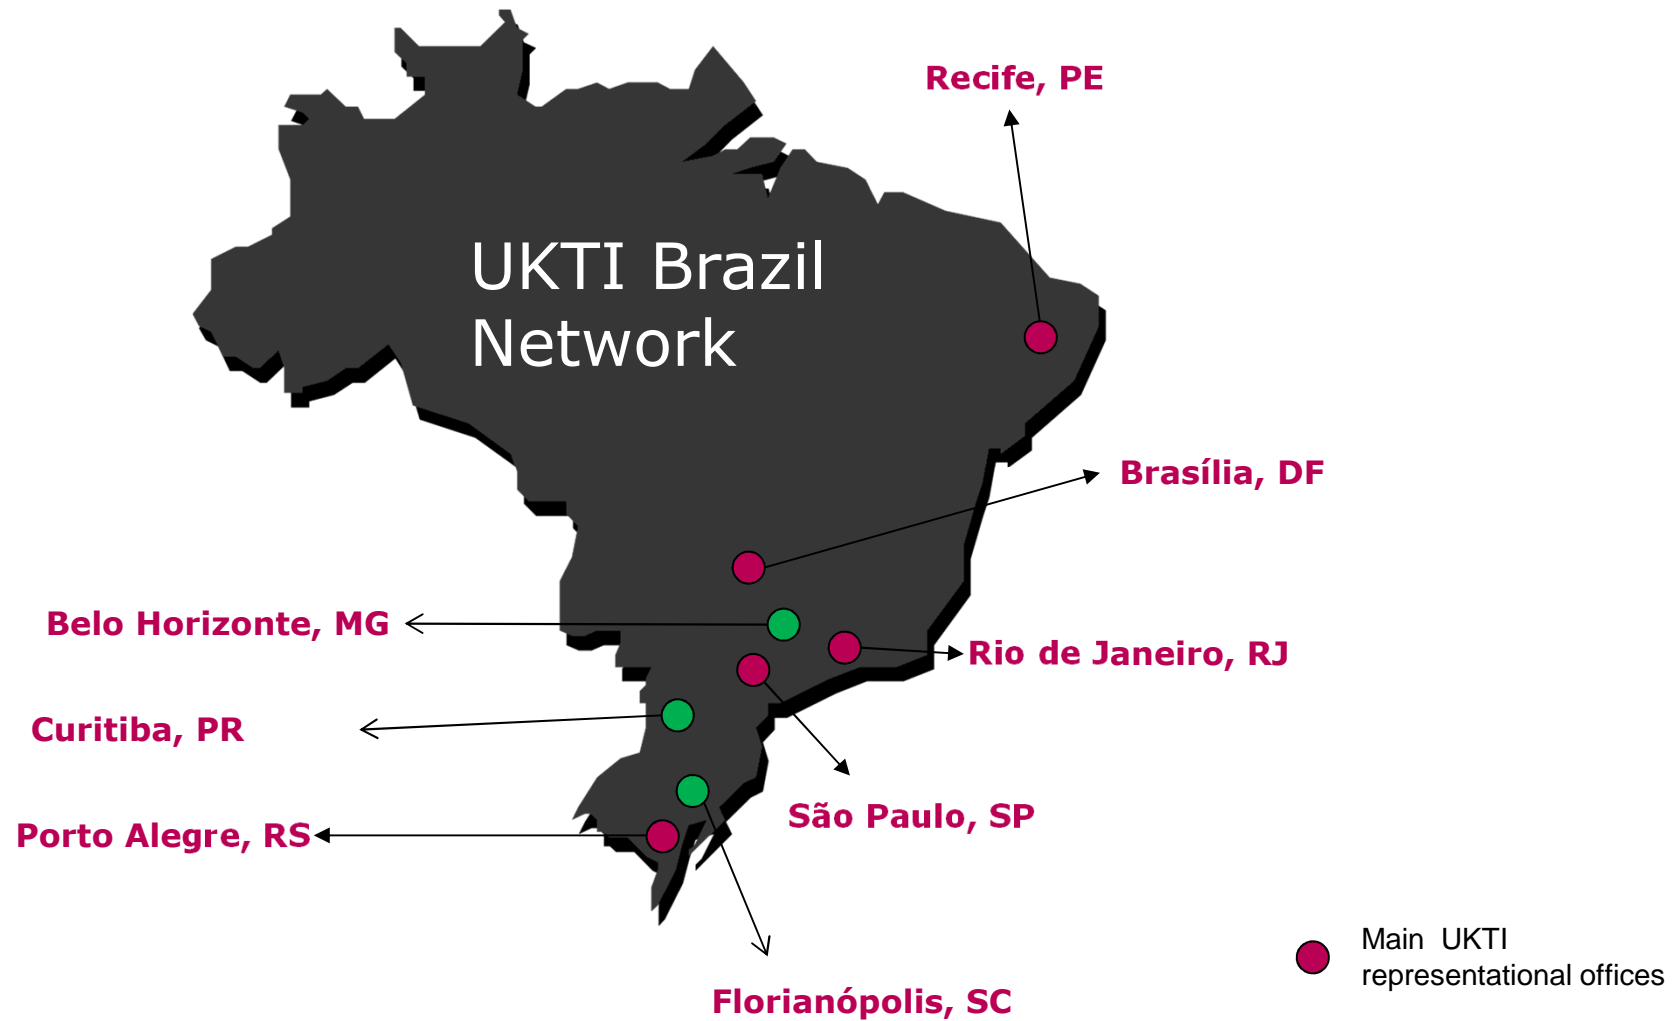 Recife, PE
UKTI Brazil
Network
Brasília, DF
Belo Horizonte, MG
Rio de Janeiro, RJ
Curitiba, PR
São Paulo, SP
Porto Alegre, RS
Main UKTI
representational offices
Florianópolis, SC